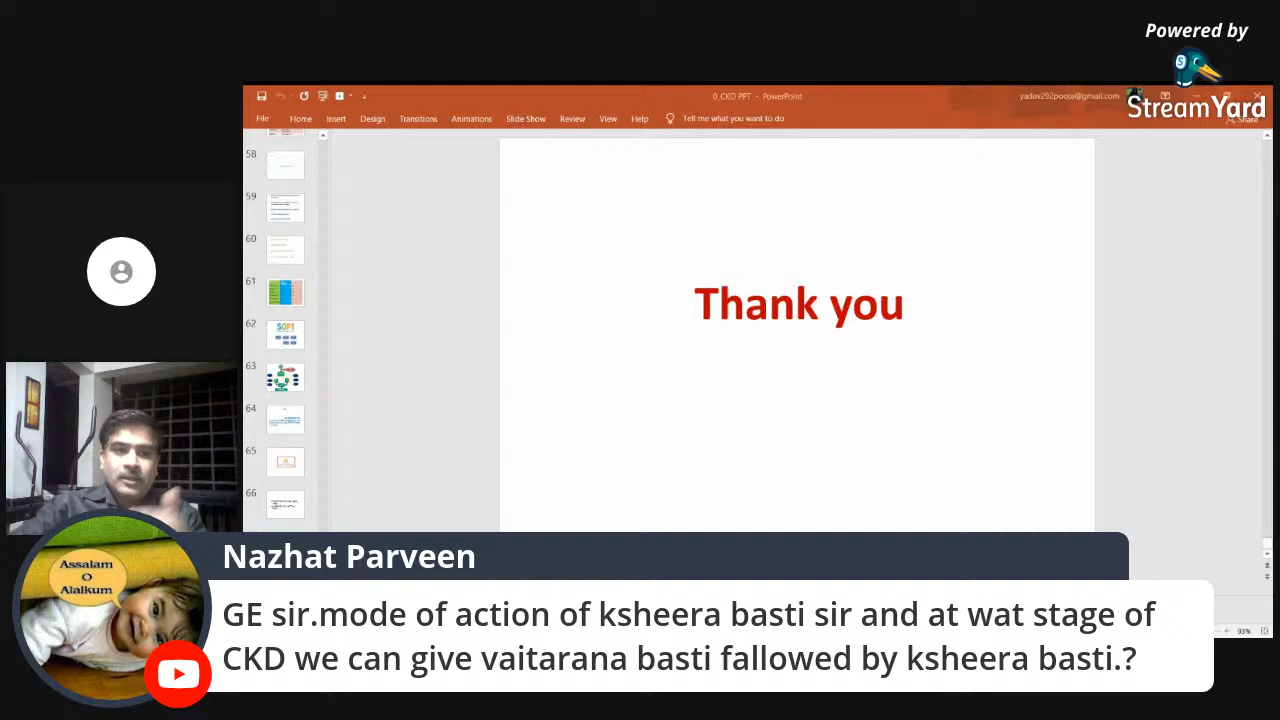 Powered by
StreamYard
0_CKD PPT - PowerPoint
yadav292pooja@gmail.com
File Home Insert Design Transitions Animations Slide Show Review View Help Tell me what you want to do
Share
58
59
60
61
62
63
64
65
66
Thank you
93%
Assalam
O
Alaikum
Nazhat Parveen
GE sir.mode of action of ksheera basti sir and at wat stage of
CKD we can give vaitarana basti fallowed by ksheera basti.?